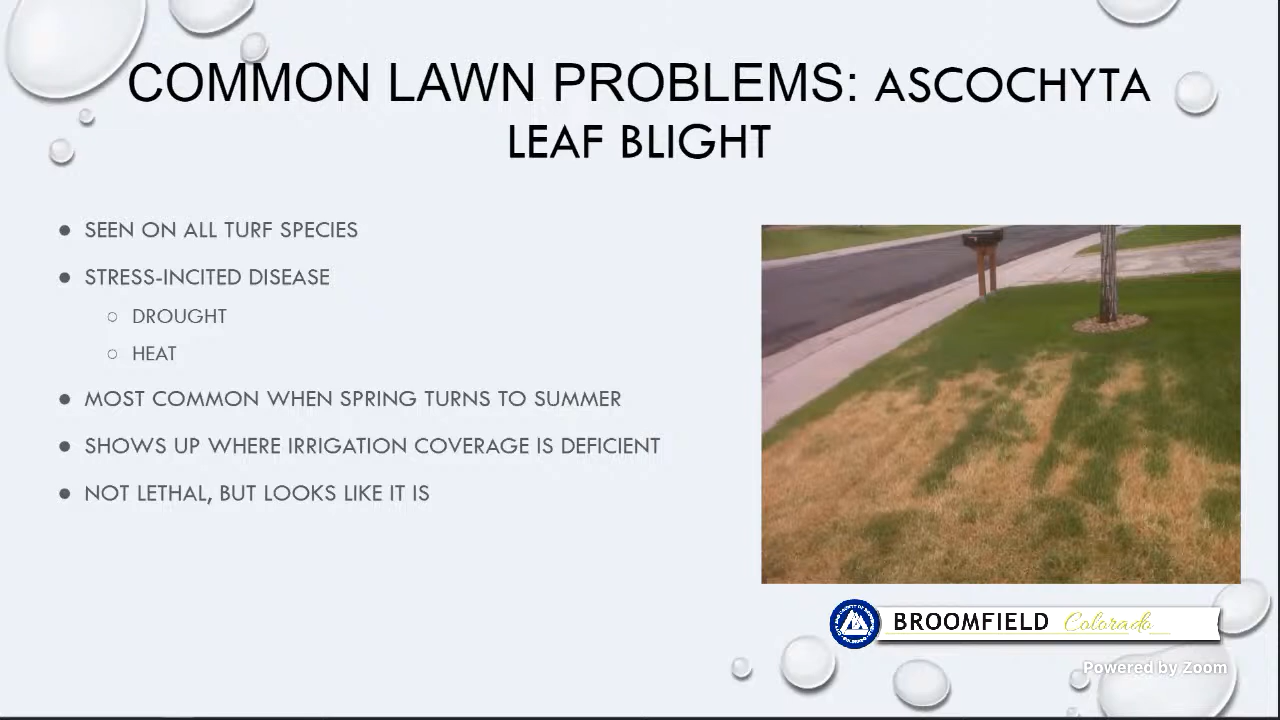 COMMON LAWN PROBLEMS: ASCOCHYTA
LEAF BLIGHT
● SEEN ON ALL TURF SPECIES
● STRESS-INCITED DISEASE
○ DROUGHT
○ HEAT
● MOST COMMON WHEN SPRING TURNS TO SUMMER
● SHOWS UP WHERE IRRIGATION COVERAGE IS DEFICIENT
● NOT LETHAL, BUT LOOKS LIKE IT IS
BROOMFIELD Colorado
Powered by Zoom